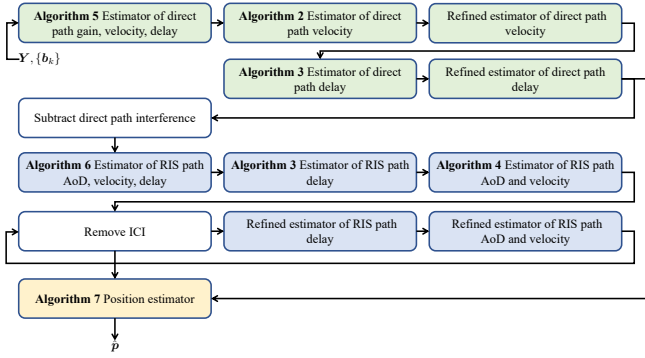 Algorithm 5 Estimator of direct
path gain, velocity, delay
Algorithm 2 Estimator of direct
path velocity
Refined estimator of direct path
velocity
Y, {b_k}
Algorithm 3 Estimator of direct
path delay
Refined estimator of direct path
delay
Subtract direct path interference
Algorithm 6 Estimator of RIS path
AoD, velocity, delay
Algorithm 3 Estimator of RIS path
delay
Algorithm 4 Estimator of RIS path
AoD and velocity
Remove ICI
Refined estimator of RIS path
delay
Refined estimator of RIS path
AoD and velocity
Algorithm 7 Position estimator
p̂